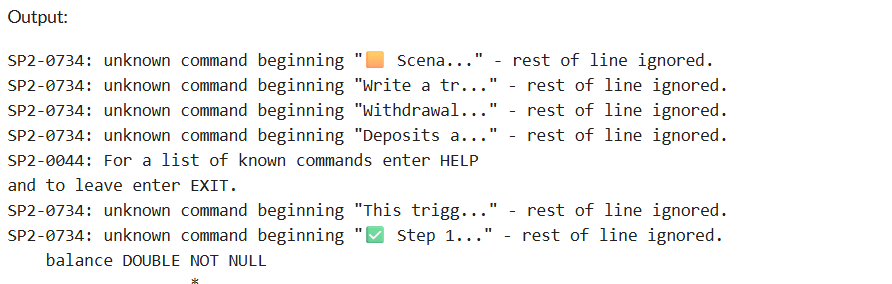 Output:
SP2-0734: unknown command beginning "🟧 Scena..." - rest of line ignored.
SP2-0734: unknown command beginning "Write a tr..." - rest of line ignored.
SP2-0734: unknown command beginning "Withdrawal..." - rest of line ignored.
SP2-0734: unknown command beginning "Deposits a..." - rest of line ignored.
SP2-0044: For a list of known commands enter HELP
and to leave enter EXIT.
SP2-0734: unknown command beginning "This trigg..." - rest of line ignored.
SP2-0734: unknown command beginning "✅ Step 1..." - rest of line ignored.
    balance DOUBLE NOT NULL
                   *